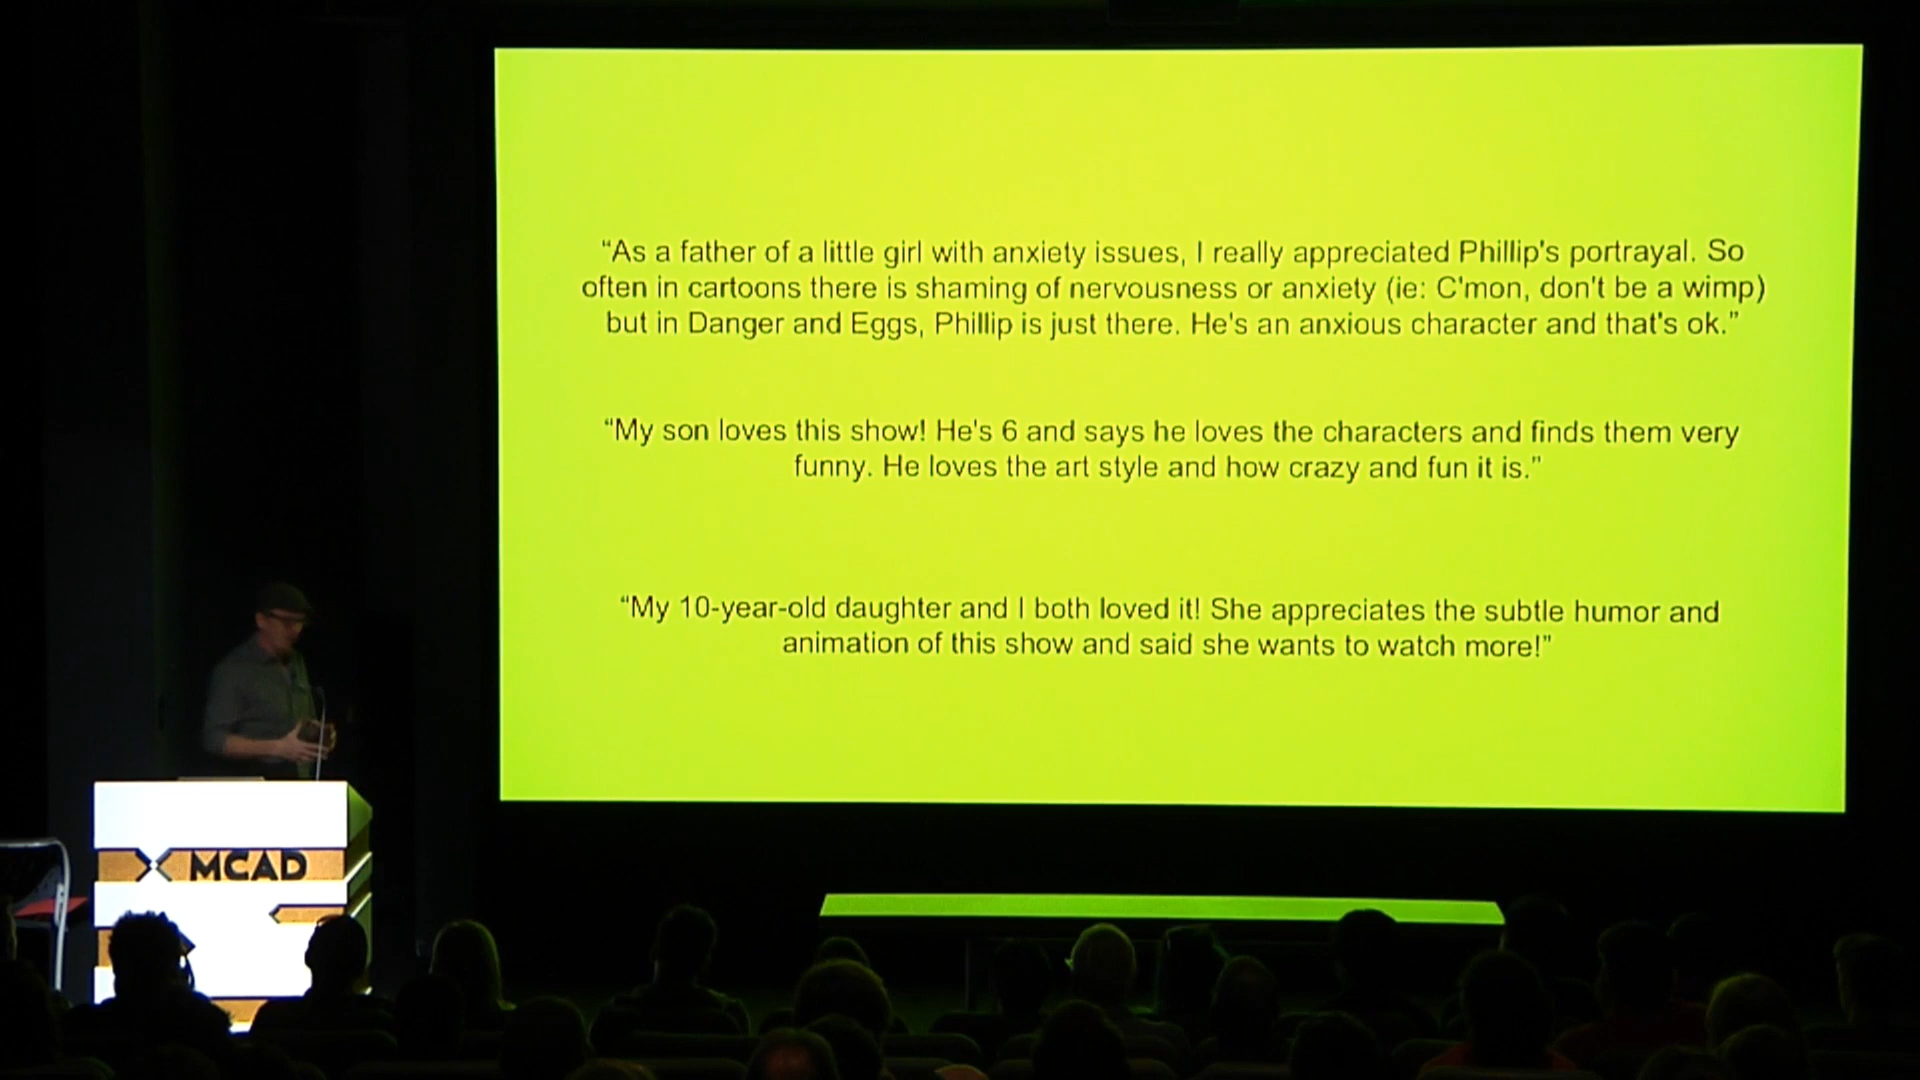 “As a father of a little girl with anxiety issues, I really appreciated Phillip's portrayal. So
often in cartoons there is shaming of nervousness or anxiety (ie: C'mon, don't be a wimp)
but in Danger and Eggs, Phillip is just there. He's an anxious character and that's ok.”
“My son loves this show! He's 6 and says he loves the characters and finds them very
funny. He loves the art style and how crazy and fun it is.”
“My 10-year-old daughter and I both loved it! She appreciates the subtle humor and
animation of this show and said she wants to watch more!”
MCAD